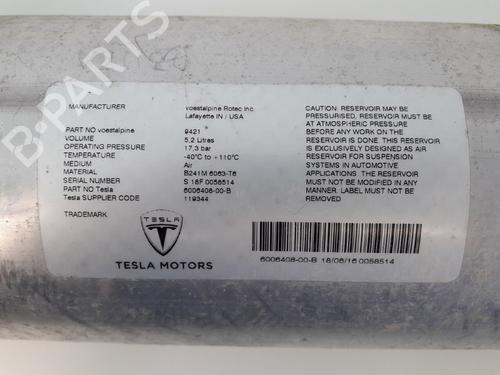 MANUFACTURER voestalpine Rotec Inc.
Lafayette IN / USA
PART NO voestalpine 9421
VOLUME 5,2 Litres
OPERATING PRESSURE 17,3 bar
TEMPERATURE -40°C to +110°C
MEDIUM Air
MATERIAL B241M 6063-T6
SERIAL NUMBER S 18F 0058514
PART NO Tesla 6006408-00-B
Tesla SUPPLIER CODE 119344
TRADEMARK
TESLA
TESLA MOTORS
CAUTION: RESERVOIR MAY BE
PRESSURISED, RESERVOIR MUST BE
AT ATMOSPHERIC PRESSURE
BEFORE ANY WORK ON THE
RESERVOIR IS DONE. THIS RESERVOIR
IS EXCLUSIVELY DESIGNED AS AIR
RESERVOIR FOR SUSPENSION
SYSTEMS IN AUTOMOTIVE
APPLICATIONS. THE RESERVOIR
MUST NOT BE MODIFIED IN ANY
MANNER. LABEL MUST NOT BE
REMOVED
6006408-00-B 18/06/16 0058514
B-PARTS